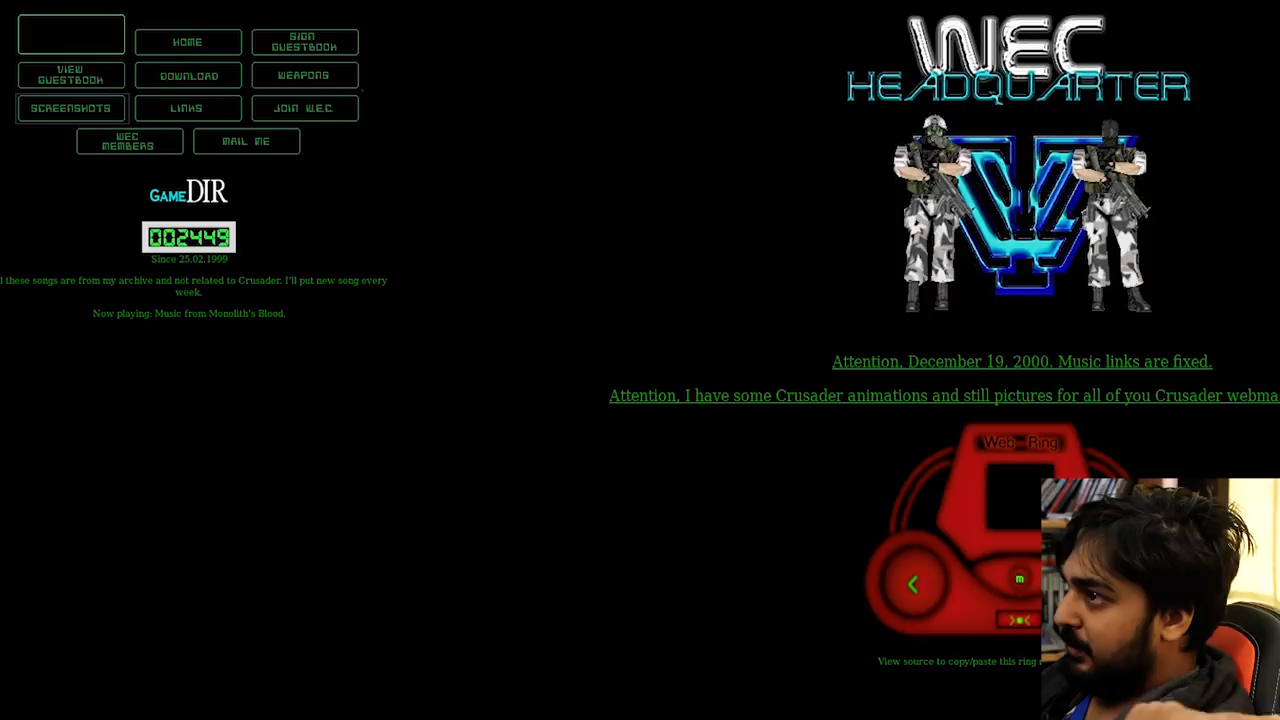 HOME
SIGN
GUESTBOOK
VIEW
GUESTBOOK
DOWNLOAD
WEAPONS
SCREENSHOTS
LINKS
JOIN W.E.C.
WEC
MEMBERS
MAIL ME
GAMEDIR
002449
Since 25.02.1999
l these songs are from my archive and not related to Crusader. I'll put new song every
week.
Now playing: Music from Monolith's Blood.
WEC
HEADQUARTER
Attention, December 19, 2000. Music links are fixed.
Attention, I have some Crusader animations and still pictures for all of you Crusader webma
Web-Ring
<
m
View source to copy/paste this ring